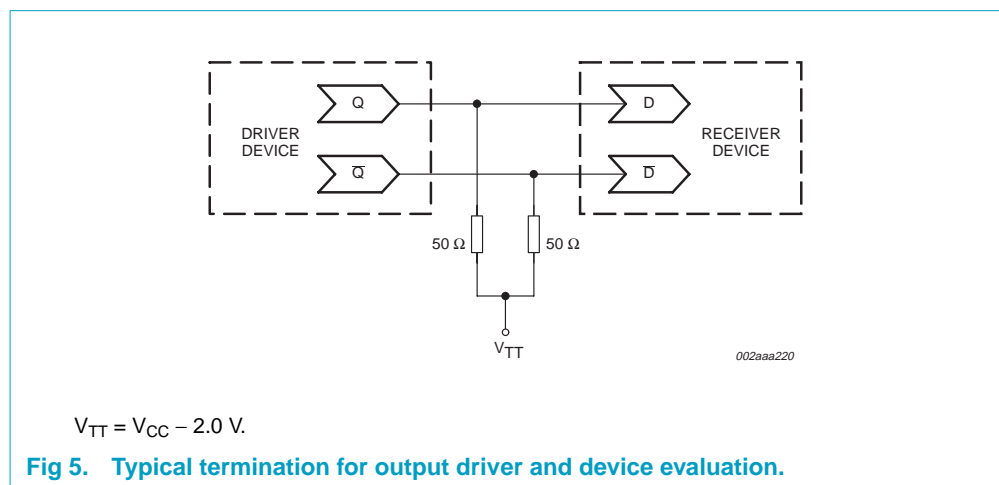 Q
D
DRIVER
DEVICE
RECEIVER
DEVICE
Q̅
D̅
50 Ω
50 Ω
VTT
002aaa220
VTT = VCC – 2.0 V.
Fig 5. Typical termination for output driver and device evaluation.